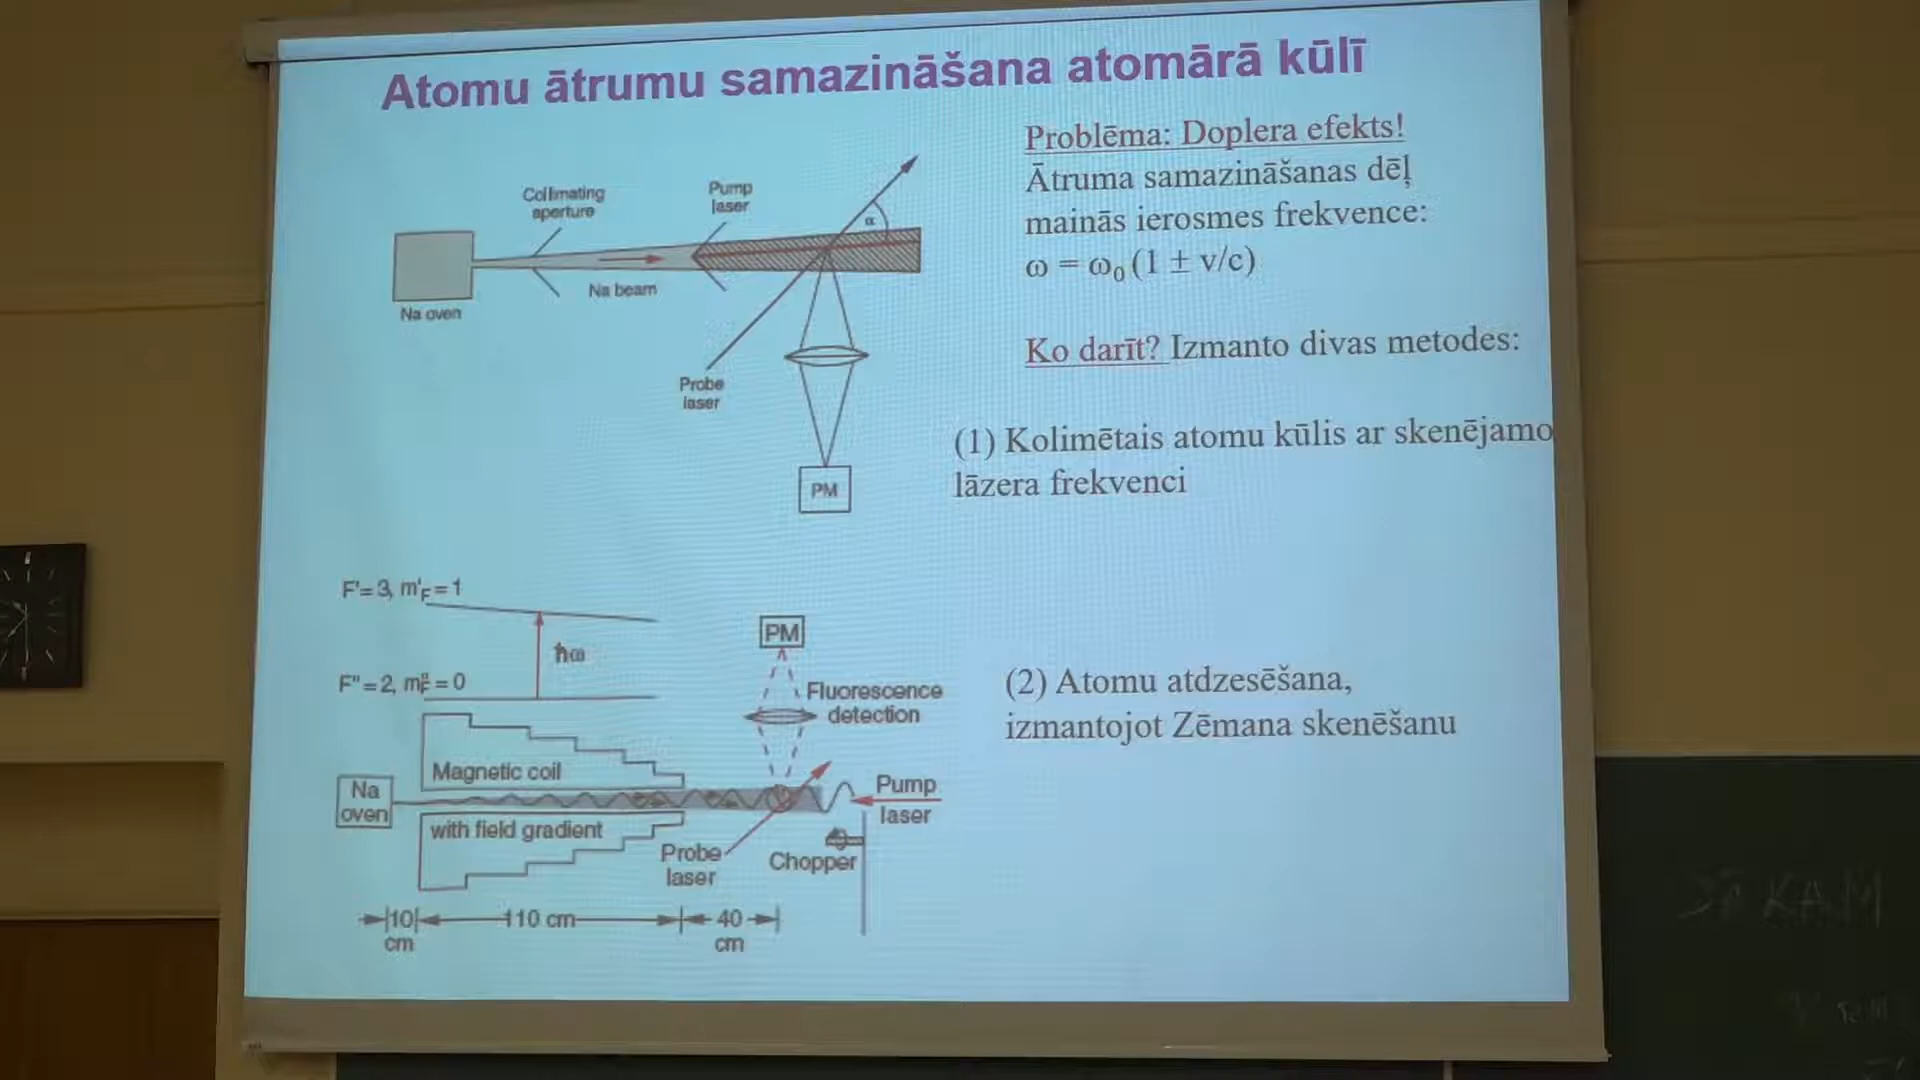 Atomu ātrumu samazināšana atomārā kūlī
Problēma: Doplera efekts!
Ātruma samazināšanas dēļ
mainās ierosmes frekvence:
ω = ω₀ (1 ± v/c)
Ko darīt? Izmanto divas metodes:
(1) Kolimētais atomu kūlis ar skenējamo
lāzera frekvenci
Collimating
aperture
Pump
laser
α
Na beam
Na oven
Probe
laser
PM
F'= 3, m'F = 1
ħω
F"= 2, m"F = 0
PM
Fluorescence
detection
(2) Atomu atdzesēšana,
izmantojot Zēmana skenēšanu
Magnetic coil
Na
oven
with field gradient
Pump
laser
Probe
laser
Chopper
10
cm
110 cm
40
cm